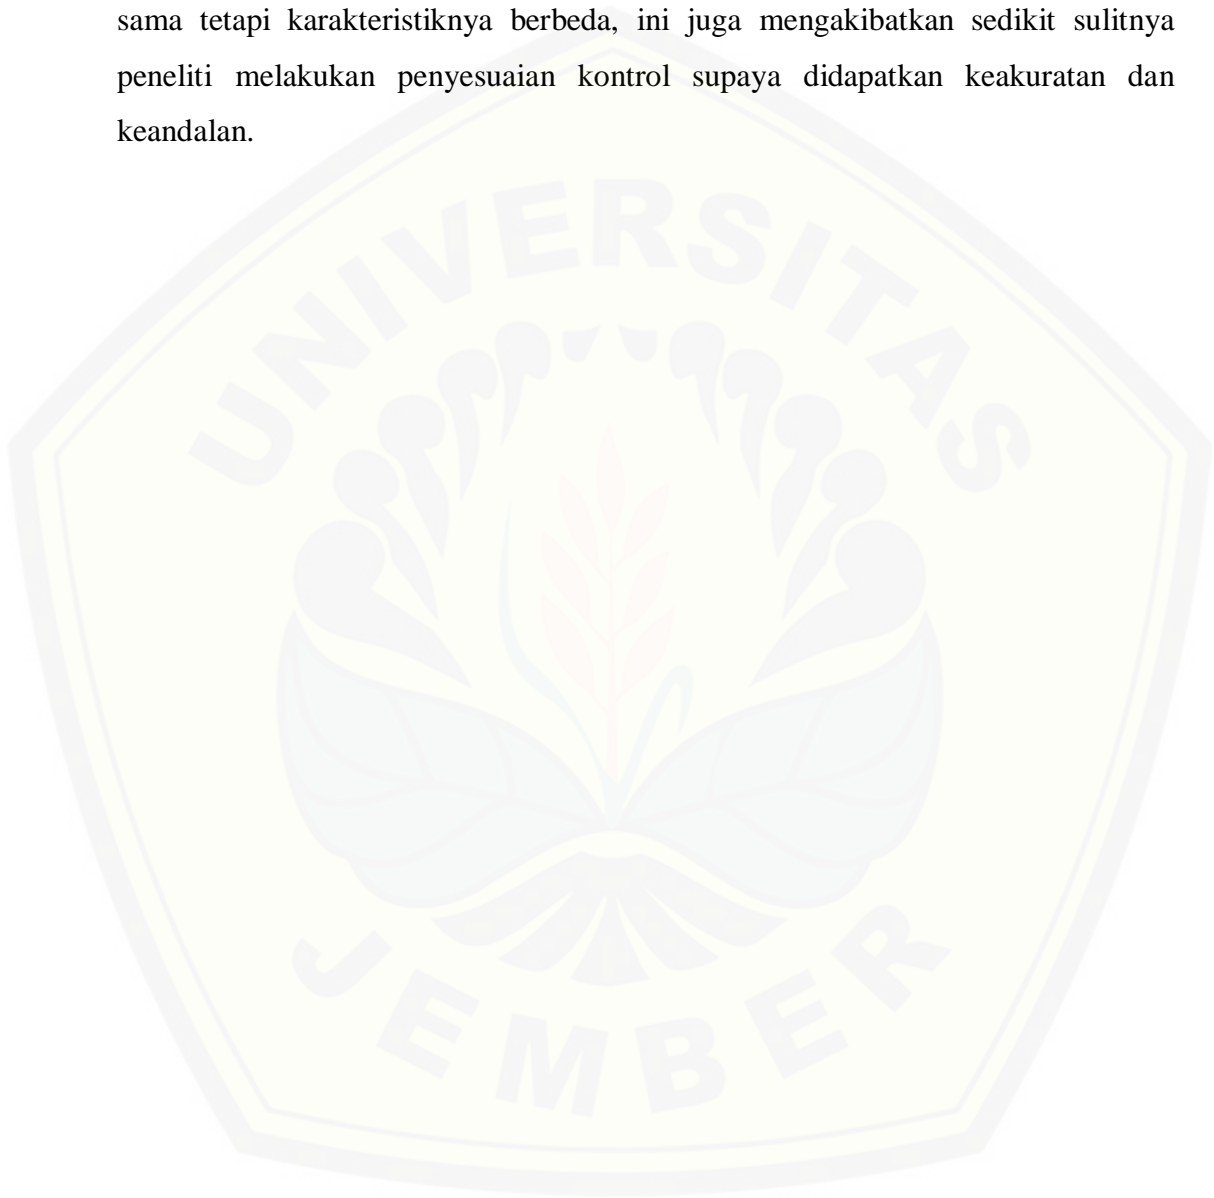 sama tetapi karakteristiknya berbeda, ini juga mengakibatkan sedikit sulitnya
peneliti melakukan penyesuaian kontrol supaya didapatkan keakuratan dan
keandalan.
UNIVERSITAS
JEMBER